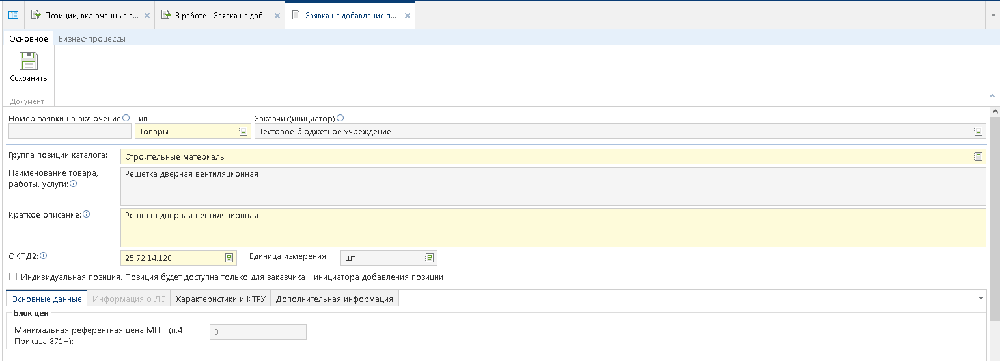 Позиции, включенные в...
В работе - Заявка на доб...
Заявка на добавление п...
Основное
Бизнес-процессы
Сохранить
Документ
Номер заявки на включение
Тип
Заказчик(инициатор)
Товары
Тестовое бюджетное учреждение
Группа позиции каталога:
Строительные материалы
Наименование товара,
работы, услуги:
Решетка дверная вентиляционная
Краткое описание:
Решетка дверная вентиляционная
ОКПД2:
25.72.14.120
Единица измерения:
шт
Индивидуальная позиция. Позиция будет доступна только для заказчика - инициатора добавления позиции
Основные данные
Информация о ЛС
Характеристики и КТРУ
Дополнительная информация
Блок цен
Минимальная референтная цена МНН (п.4
Приказа 871Н):
0